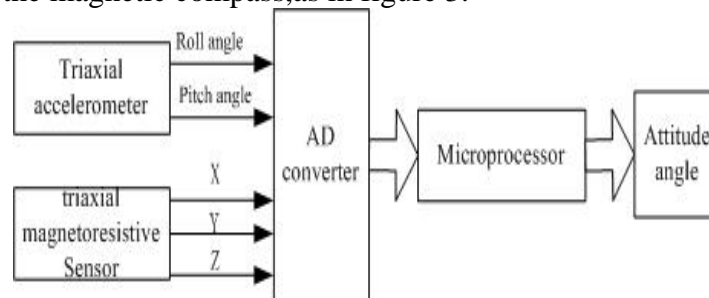 the magnetic compass,as in figure 3.
Triaxial
accelerometer
Roll angle
Pitch angle
triaxial
magnetoresistive
Sensor
X
Y
Z
AD
converter
Microprocessor
Attitude
angle